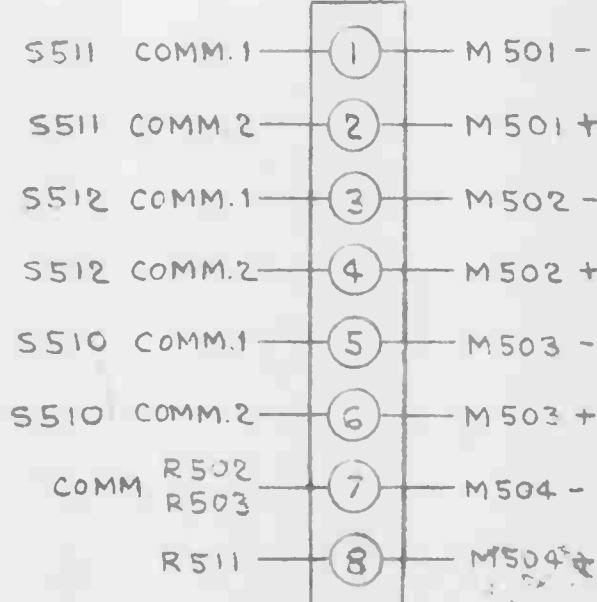 S511 COMM.1 1 M501 -
S511 COMM.2 2 M501 +
S512 COMM.1 3 M502 -
S512 COMM.2 4 M502 +
S510 COMM.1 5 M503 -
S510 COMM.2 6 M503 +
COMM R502 R503 7 M504 -
R511 8 M504 +